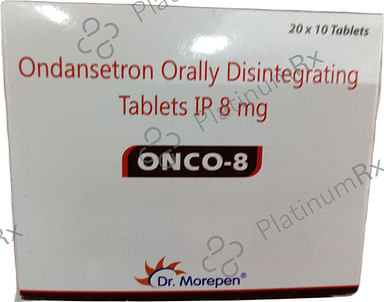 20 x 10 Tablets
Ondansetron Orally Disintegrating
Tablets IP 8 mg
ONCO-8
Dr. Morepen®
PlatinumRx
PlatinumRx
PlatinumRx